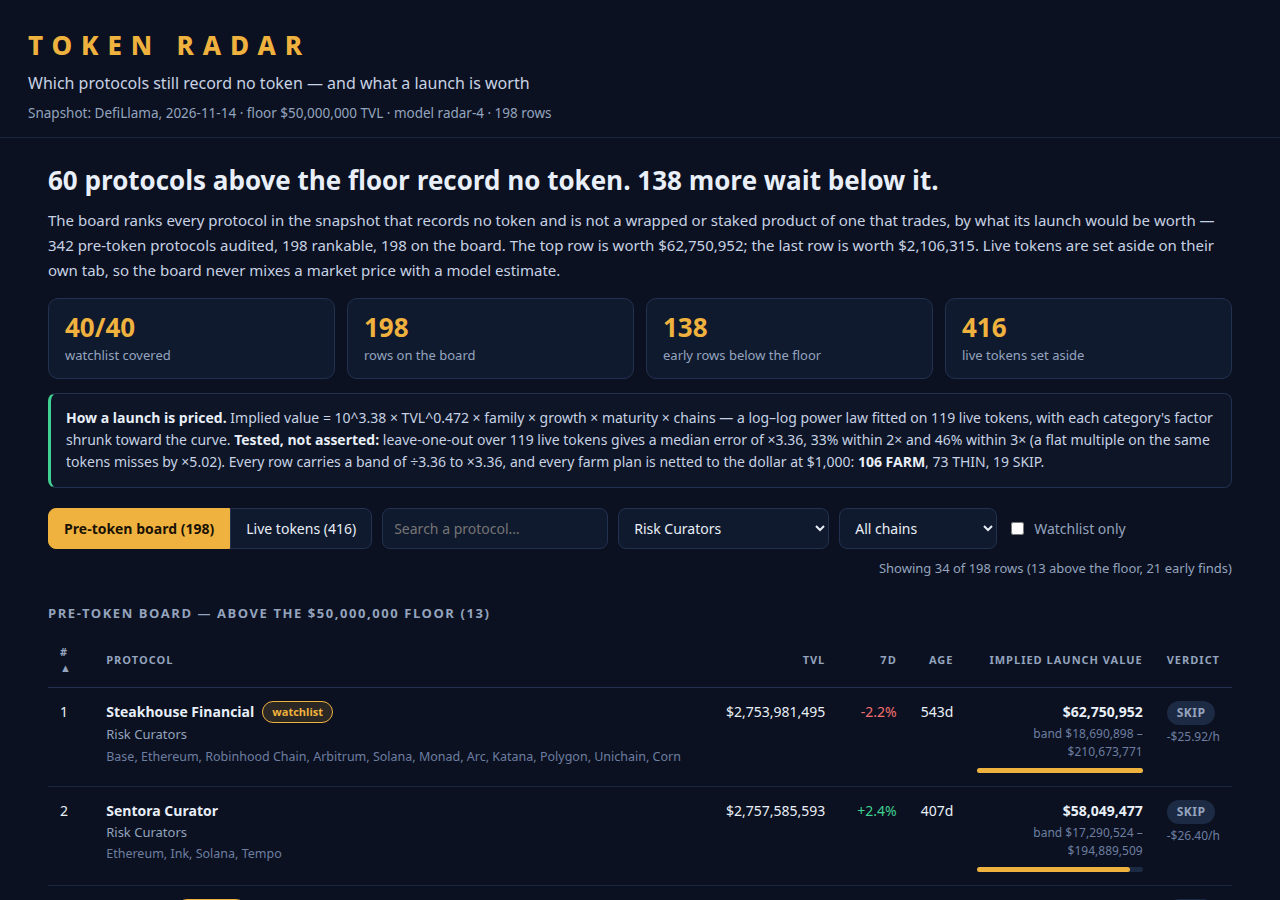 TOKEN RADAR
Which protocols still record no token — and what a launch is worth
Snapshot: DefiLlama, 2026-11-14 · floor $50,000,000 TVL · model radar-4 · 198 rows
60 protocols above the floor record no token. 138 more wait below it.
The board ranks every protocol in the snapshot that records no token and is not a wrapped or staked product of one that trades, by what its launch would be worth —
342 pre-token protocols audited, 198 rankable, 198 on the board. The top row is worth $62,750,952; the last row is worth $2,106,315. Live tokens are set aside on their
own tab, so the board never mixes a market price with a model estimate.
40/40
watchlist covered
198
rows on the board
138
early rows below the floor
416
live tokens set aside
How a launch is priced. Implied value = 10^3.38 × TVL^0.472 × family × growth × maturity × chains — a log–log power law fitted on 119 live tokens, with each category's factor
shrunk toward the curve. Tested, not asserted: leave-one-out over 119 live tokens gives a median error of ×3.36, 33% within 2× and 46% within 3× (a flat multiple on the same
tokens misses by ×5.02). Every row carries a band of ÷3.36 to ×3.36, and every farm plan is netted to the dollar at $1,000: 106 FARM, 73 THIN, 19 SKIP.
Pre-token board (198)
Live tokens (416)
Search a protocol...
Risk Curators
All chains
Watchlist only
Showing 34 of 198 rows (13 above the floor, 21 early finds)
PRE-TOKEN BOARD — ABOVE THE $50,000,000 FLOOR (13)
# ▲ PROTOCOL TVL 7D AGE IMPLIED LAUNCH VALUE VERDICT
1 Steakhouse Financial watchlist $2,753,981,495 -2.2% 543d $62,750,952 SKIP
Risk Curators band $18,690,898 – -$25.92/h
Base, Ethereum, Robinhood Chain, Arbitrum, Solana, Monad, Arc, Katana, Polygon, Unichain, Corn $210,673,771
2 Sentora Curator $2,757,585,593 +2.4% 407d $58,049,477 SKIP
Risk Curators band $17,290,524 – -$26.40/h
Ethereum, Ink, Solana, Tempo $194,889,509